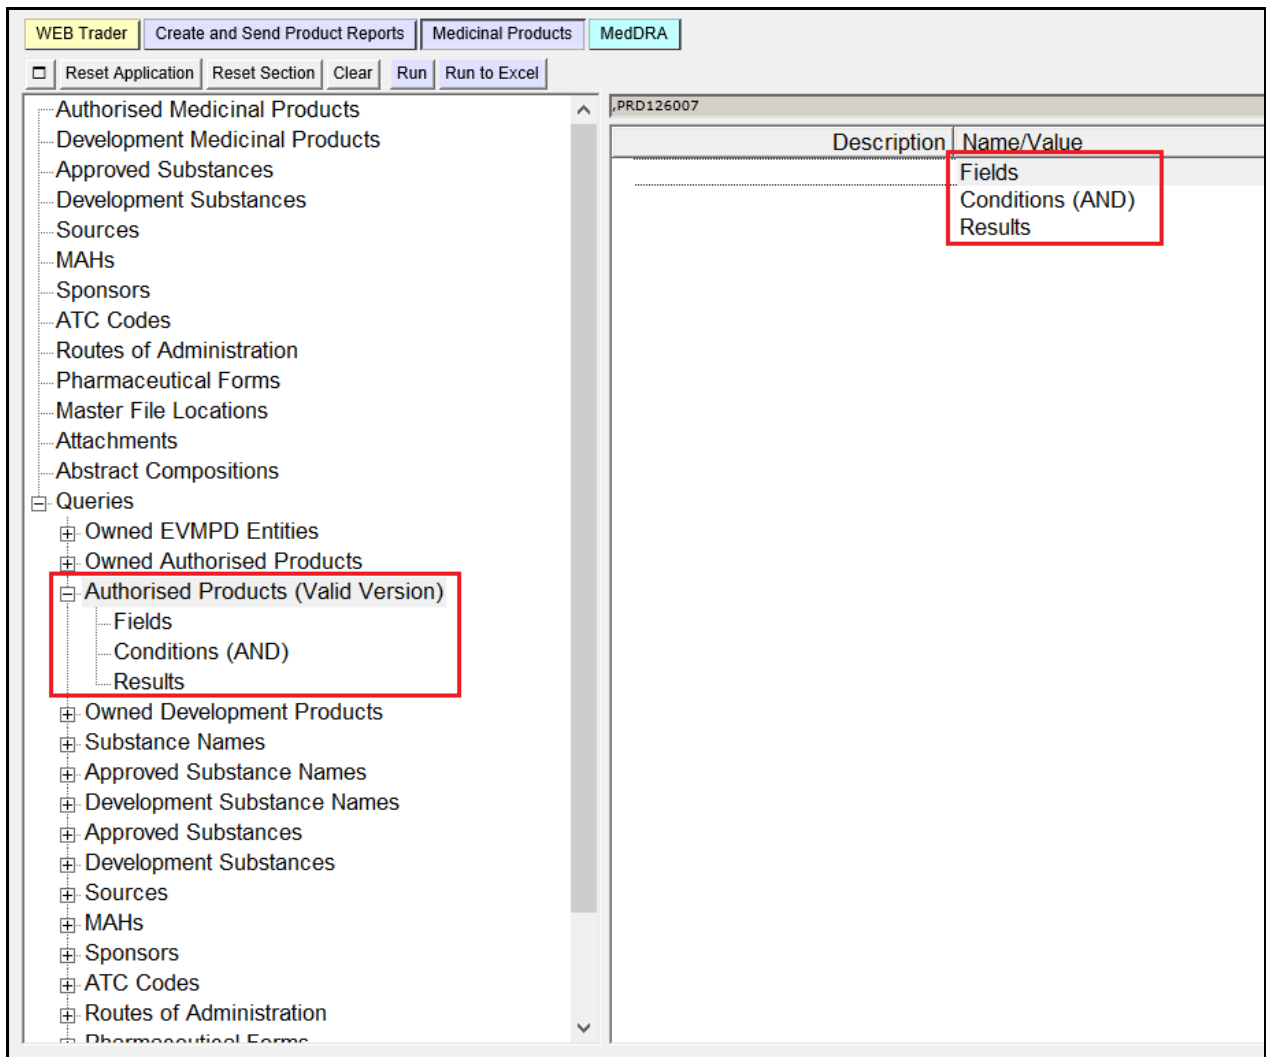 WEB Trader Create and Send Product Reports Medicinal Products MedDRA
Reset Application Reset Section Clear Run Run to Excel
Authorised Medicinal Products
Development Medicinal Products
Approved Substances
Development Substances
Sources
MAHs
Sponsors
ATC Codes
Routes of Administration
Pharmaceutical Forms
Master File Locations
Attachments
Abstract Compositions
Queries
Owned EVMPD Entities
Owned Authorised Products
Authorised Products (Valid Version)
Fields
Conditions (AND)
Results
Owned Development Products
Substance Names
Approved Substance Names
Development Substance Names
Approved Substances
Development Substances
Sources
MAHs
Sponsors
ATC Codes
Routes of Administration
Pharmaceutical Forms
,PRD126007
Description Name/Value
Fields
Conditions (AND)
Results